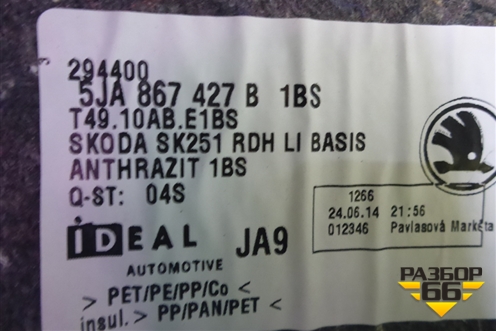 294400
5JA 867 427 B 1BS
T49.10AB.E1BS
SKODA SK251 RDH LI BASIS
ANTHRAZIT 1BS
Q-ST: 04S
1266
24.06.14 21:56
012346 Pavlasová Markéta
iDEAL JA9
AUTOMOTIVE
> PET/PE/PP/Co <
insul. > PP/PAN/PET <
РАЗБОР
66